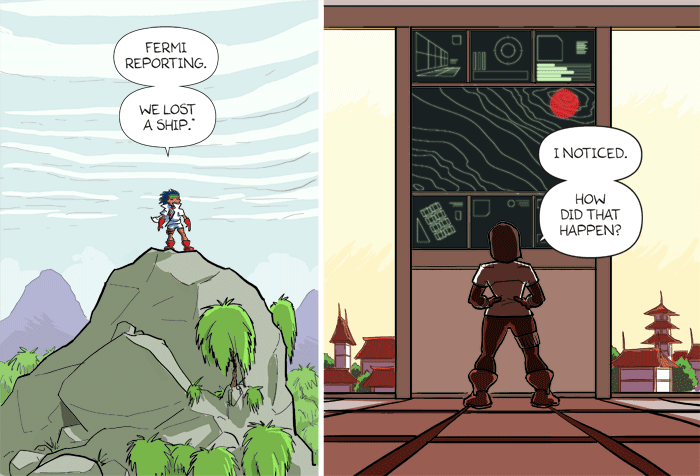 FERMI
REPORTING.
WE LOST
A SHIP.*
I NOTICED.
HOW
DID THAT
HAPPEN?